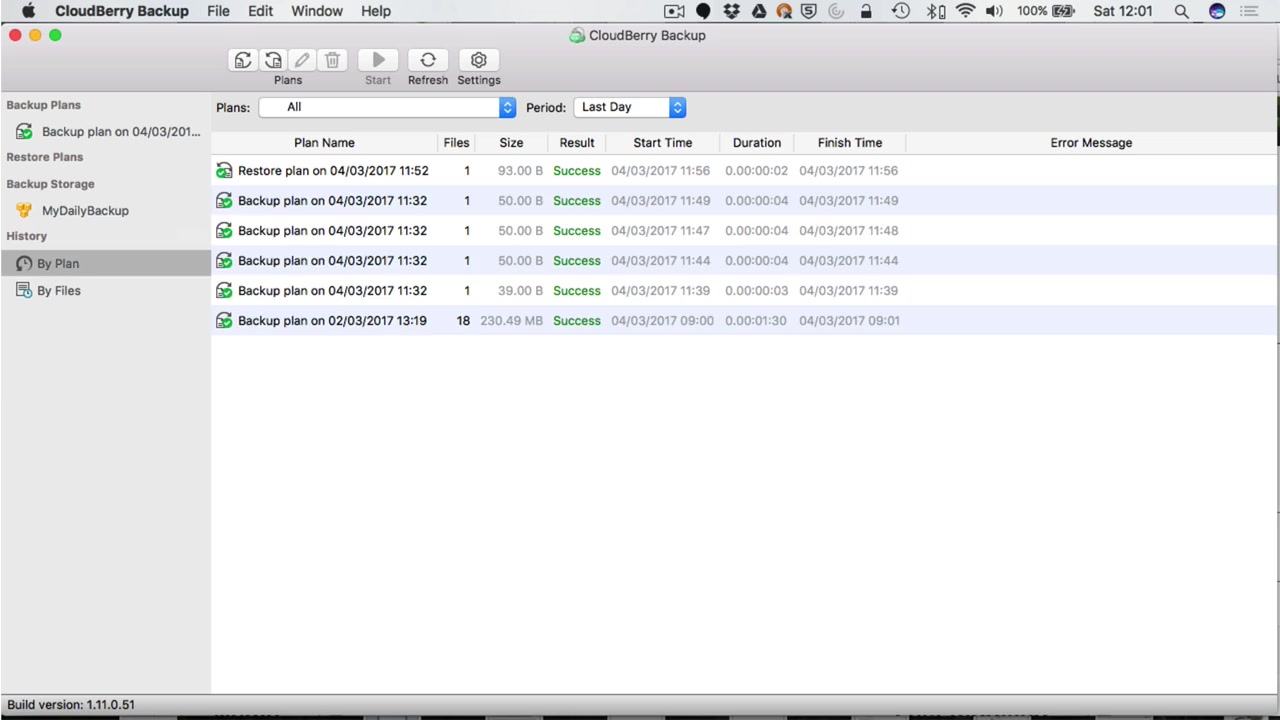 CloudBerry Backup File Edit Window Help 100% Sat 12:01
CloudBerry Backup
Plans Start Refresh Settings
Backup Plans
Backup plan on 04/03/201...
Restore Plans
Backup Storage
MyDailyBackup
History
By Plan
By Files
Plans: All Period: Last Day
Plan Name Files Size Result Start Time Duration Finish Time Error Message
Restore plan on 04/03/2017 11:52 1 93.00 B Success 04/03/2017 11:56 0.00:00:02 04/03/2017 11:56
Backup plan on 04/03/2017 11:32 1 50.00 B Success 04/03/2017 11:49 0.00:00:04 04/03/2017 11:49
Backup plan on 04/03/2017 11:32 1 50.00 B Success 04/03/2017 11:47 0.00:00:04 04/03/2017 11:48
Backup plan on 04/03/2017 11:32 1 50.00 B Success 04/03/2017 11:44 0.00:00:04 04/03/2017 11:44
Backup plan on 04/03/2017 11:32 1 39.00 B Success 04/03/2017 11:39 0.00:00:03 04/03/2017 11:39
Backup plan on 02/03/2017 13:19 18 230.49 MB Success 04/03/2017 09:00 0.00:01:30 04/03/2017 09:01
Build version: 1.11.0.51